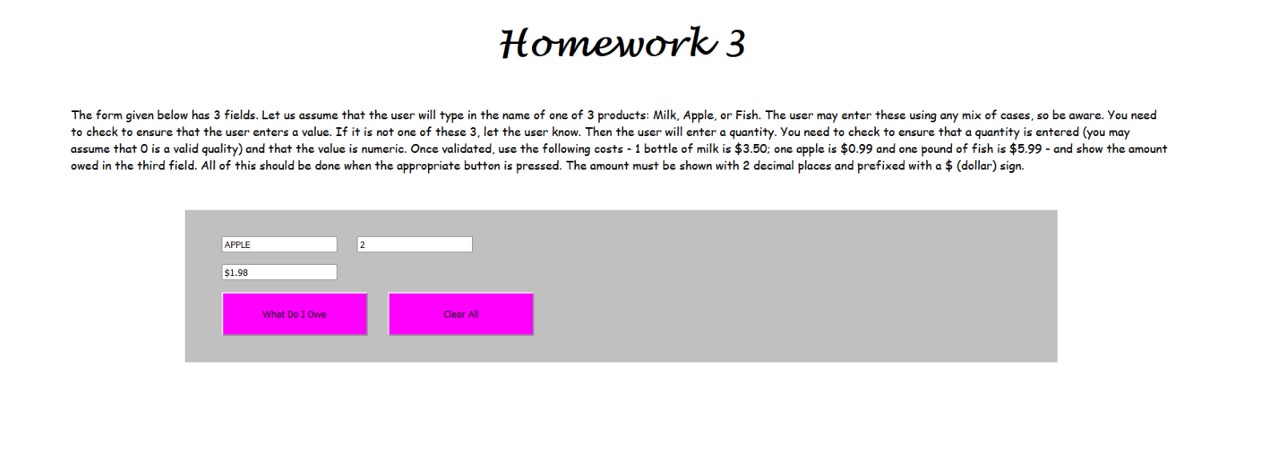 Homework 3
The form given below has 3 fields. Let us assume that the user will type in the name of one of 3 products: Milk, Apple, or Fish. The user may enter these using any mix of cases, so be aware. You need
to check to ensure that the user enters a value. If it is not one of these 3, let the user know. Then the user will enter a quantity. You need to check to ensure that a quantity is entered (you may
assume that 0 is a valid quality) and that the value is numeric. Once validated, use the following costs - 1 bottle of milk is $3.50; one apple is $0.99 and one pound of fish is $5.99 - and show the amount
owed in the third field. All of this should be done when the appropriate button is pressed. The amount must be shown with 2 decimal places and prefixed with a $ (dollar) sign.
APPLE 2
$1.98
What Do I Owe Clear All